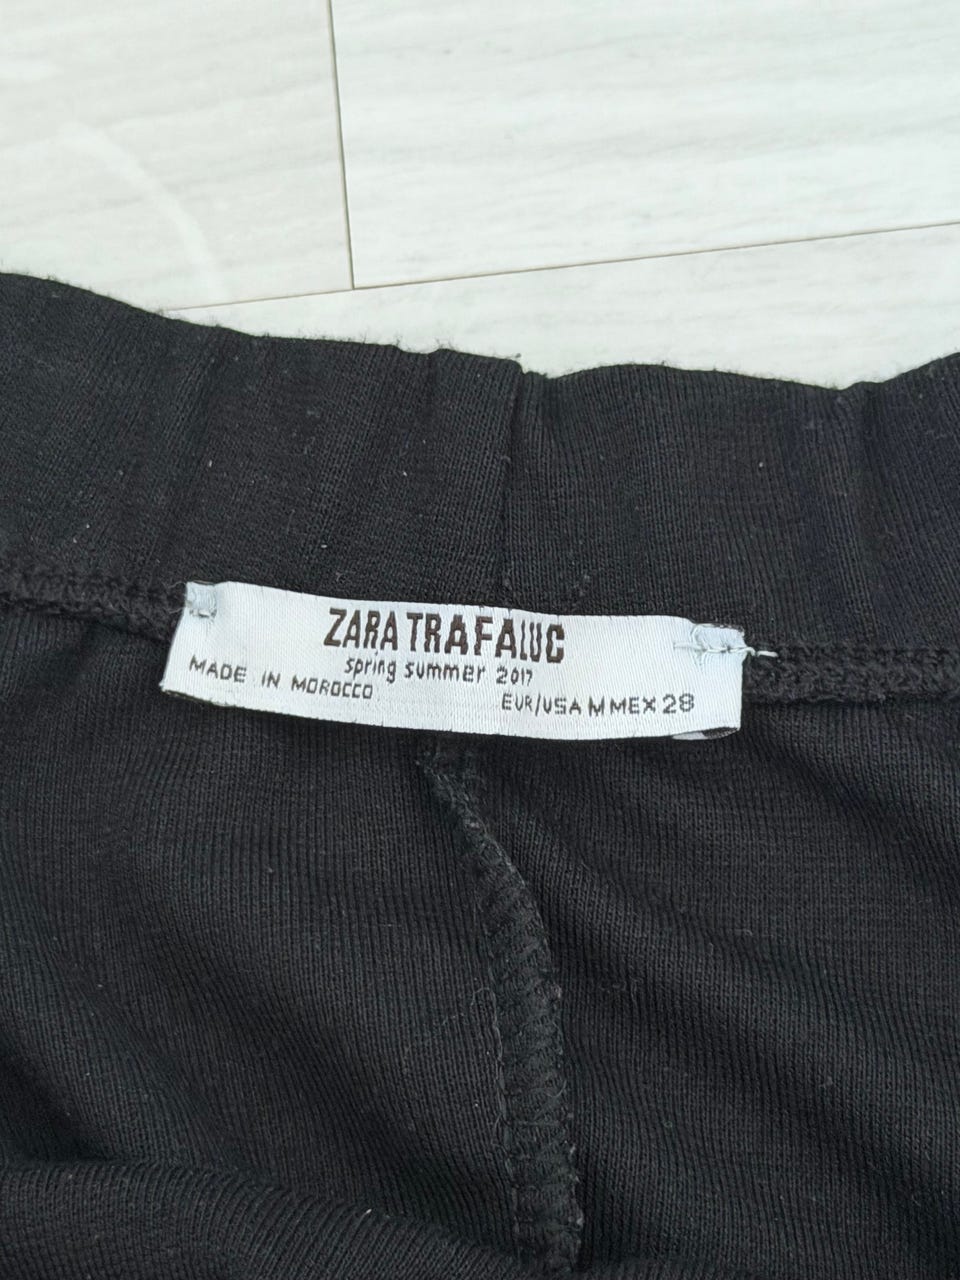 ZARA TRAFALUC
spring summer 2017
MADE IN MOROCCO
EUR/USA M MEX 28